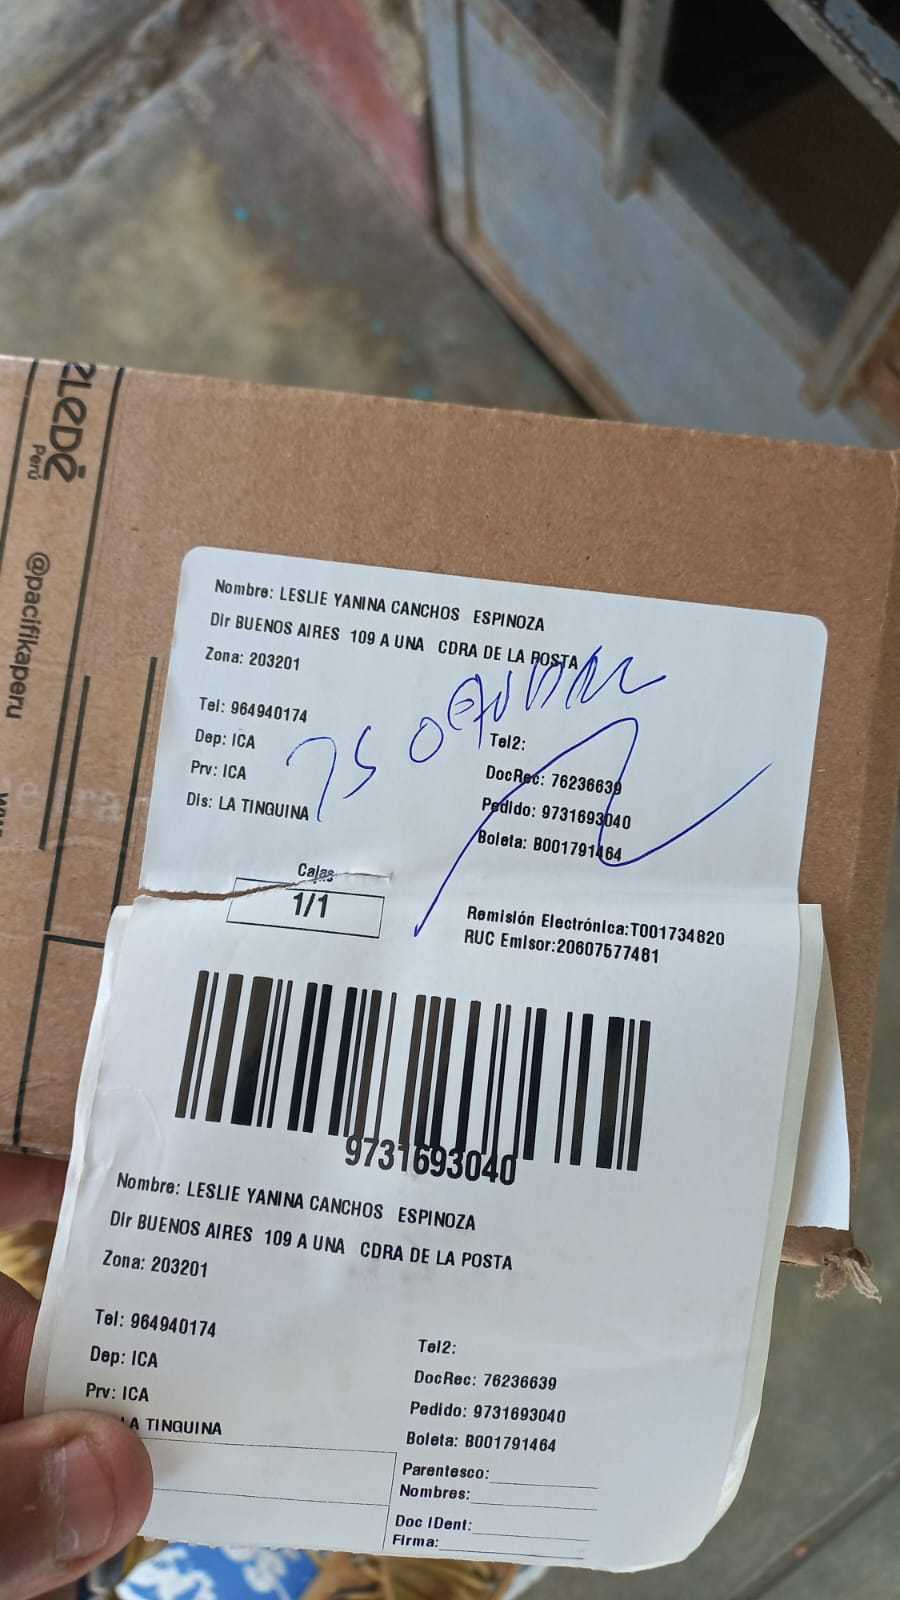 Perú
@pacifikaperu
Nombre: LESLIE YANINA CANCHOS ESPINOZA
Dir BUENOS AIRES 109 A UNA CDRA DE LA POSTA
Zona: 203201
Tel: 964940174
Tel2:
Dep: ICA
DocRec: 76236639
Prv: ICA
Pedido: 9731693040
Dis: LA TINQUINA
Boleta: B001791464
Cajas
1/1
Remisión Electrónica:T001734820
RUC Emisor:20607577481
9731693040
Nombre: LESLIE YANINA CANCHOS ESPINOZA
Dir BUENOS AIRES 109 A UNA CDRA DE LA POSTA
Zona: 203201
Tel: 964940174
Tel2:
Dep: ICA
DocRec: 76236639
Prv: ICA
Pedido: 9731693040
LA TINQUINA
Boleta: B001791464
Parentesco:
Nombres:
Doc IDent:
Firma: